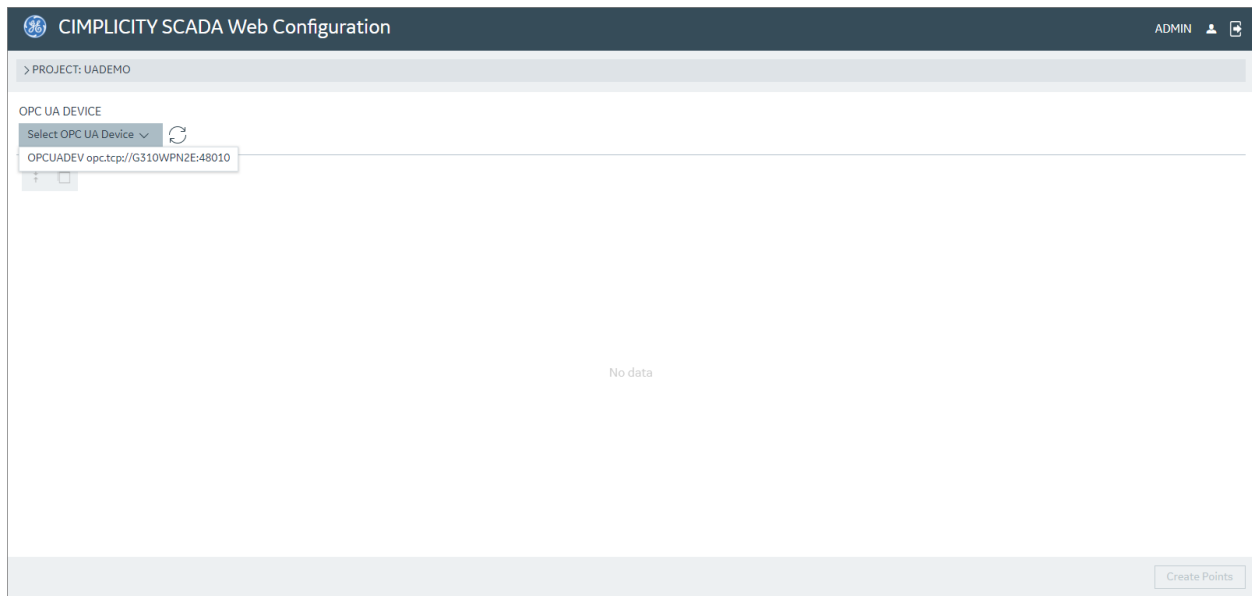 CIMPLICITY SCADA Web Configuration
ADMIN
> PROJECT: UADEMO
OPC UA DEVICE
Select OPC UA Device
OPCUADEV opc.tcp://G310WPN2E:48010
No data
Create Points